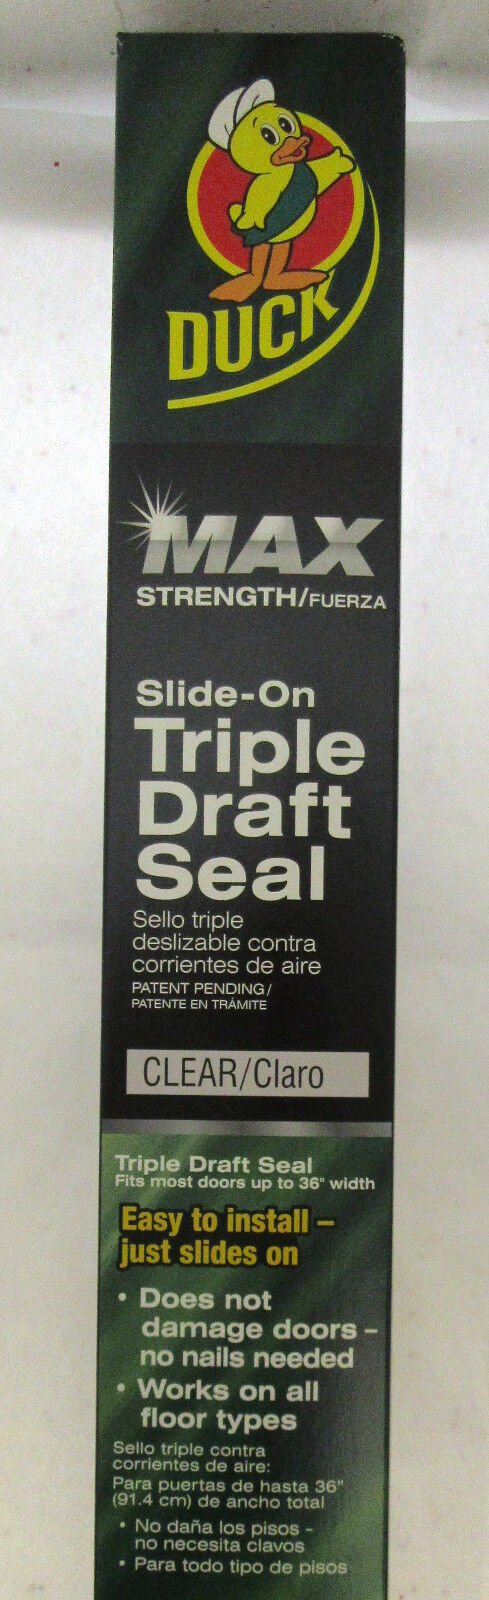 DUCK
MAX
STRENGTH/FUERZA
Slide-On
Triple
Draft
Seal
Sello triple
deslizable contra
corrientes de aire
PATENT PENDING/
PATENTE EN TRÁMITE
CLEAR/Claro
Triple Draft Seal
Fits most doors up to 36" width
Easy to install –
just slides on
• Does not
damage doors –
no nails needed
• Works on all
floor types
Sello triple contra
corrientes de aire:
Para puertas de hasta 36"
(91.4 cm) de ancho total
• No daña los pisos -
no necesita clavos
• Para todo tipo de pisos